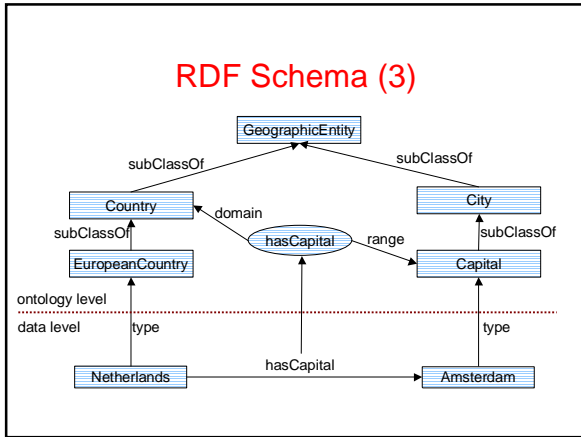 RDF Schema (3)
GeographicEntity
subClassOf
subClassOf
Country
City
domain
subClassOf
hasCapital
range
subClassOf
EuropeanCountry
Capital
ontology level
data level
type
type
hasCapital
Netherlands
Amsterdam